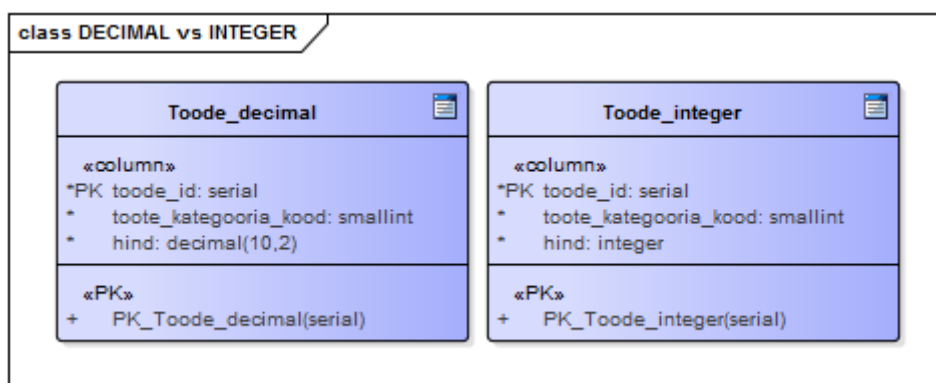 class DECIMAL vs INTEGER
Toode_decimal
«column»
*PK toode_id: serial
* toote_kategooria_kood: smallint
* hind: decimal(10,2)
«PK»
+ PK_Toode_decimal(serial)
Toode_integer
«column»
*PK toode_id: serial
* toote_kategooria_kood: smallint
* hind: integer
«PK»
+ PK_Toode_integer(serial)